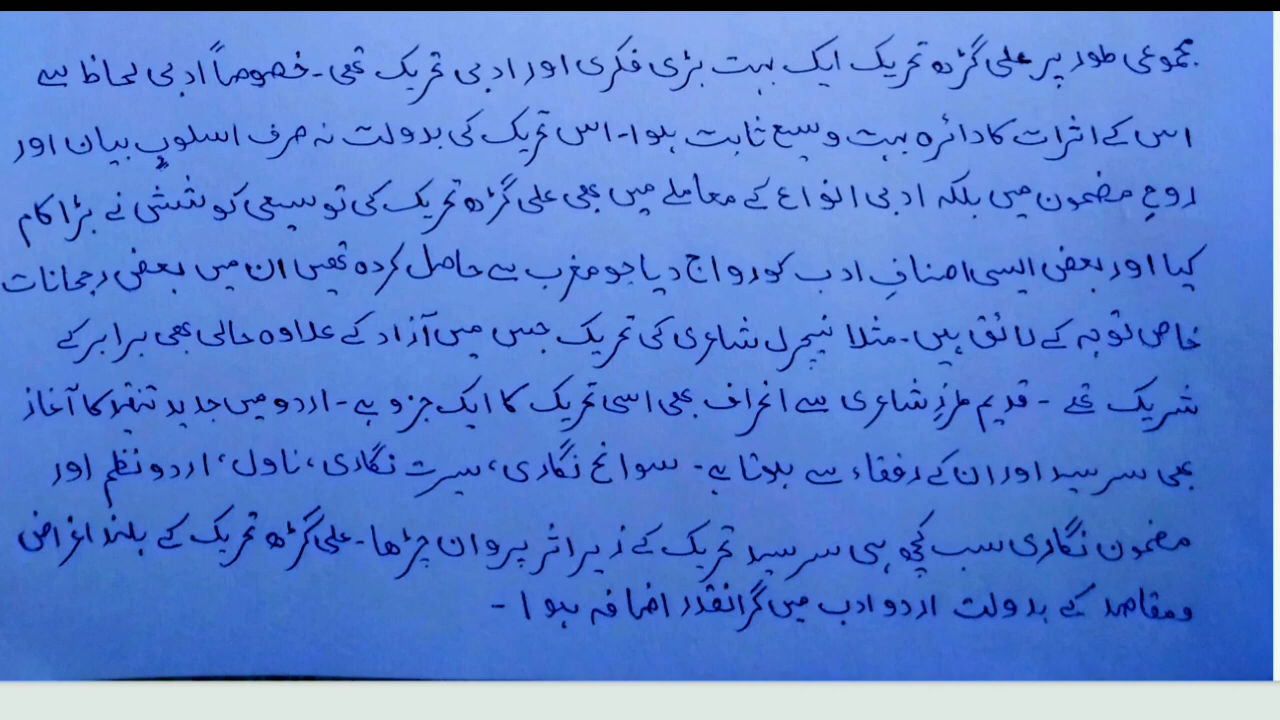 مجموعی طور پر علی گڑھ تحریک ایک بہت بڑی فکری اور ادبی تحریک تھی۔ خصوصاً ادبی لحاظ سے
اس کے اثرات کا دائرہ بہت وسیع ثابت ہوا۔ اس تحریک کی بدولت نہ صرف اسلوبِ بیان اور
روحِ مضمون میں بلکہ ادبی انواع کے معاملے میں بھی علی گڑھ تحریک کی توسیعی کوشش نے بڑا کام
کیا اور بعض ایسی اصنافِ ادب کو رواج دیا جو مغرب سے حاصل کردہ تھیں ان میں بعض رجحانات
خاص توجہ کے لائق ہیں۔ مثلا نیچرل شاعری کی تحریک جس میں آزاد کے علاوہ حالی بھی برابر کے
شریک تھے ۔ قدیم طرزِ شاعری سے انحراف بھی اسی تحریک کا ایک جزو ہے ۔ اردو میں جدید تنقید کا آغاز
بھی سرسید اور ان کے رفقاء سے ہوتا ہے ۔ سوانح نگاری، سیرت نگاری، ناول، اردو نظم اور
مضمون نگاری سب کچھ ہی سر سید تحریک کے زیر اثر پروان چڑھا۔ علی گڑھ تحریک کے بلند اغراض
و مقاصد کے بدولت اردو ادب میں گرانقدر اضافہ ہوا ۔